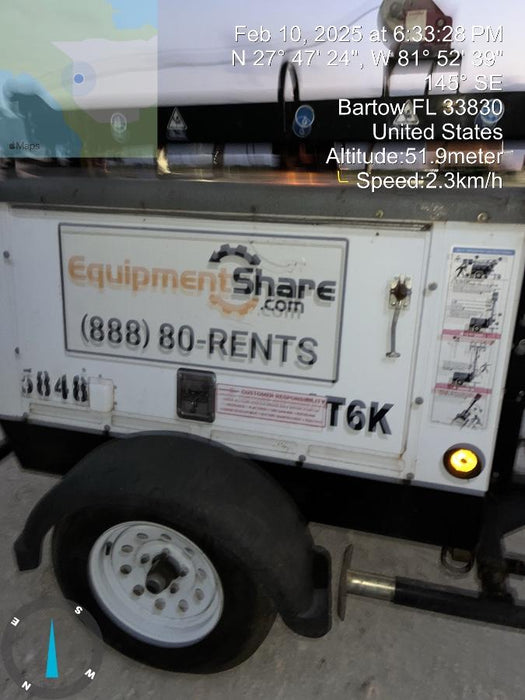 Feb 10, 2025 at 6:33:28 PM
N 27° 47' 24", W 81° 52' 39"
145° SE
Bartow FL 33830
United States
Altitude:51.9meter
Speed:2.3km/h
Maps
EquipmentShare
.com
(888) 80-RENTS
5848
CUSTOMER RESPONSIBILITY
T6K
E
S
W
N